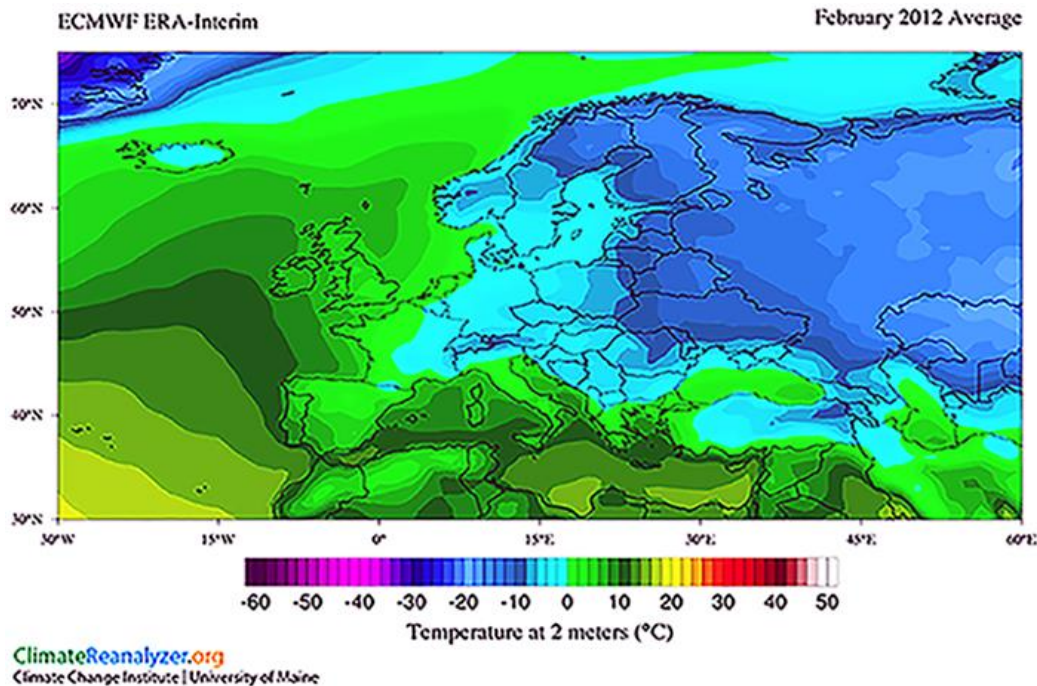 ECMWF ERA-Interim
February 2012 Average
70°N
60°N
50°N
40°N
30°N
30°W 15°W 0° 15°E 30°E 45°E 60°E
-60 -50 -40 -30 -20 -10 0 10 20 30 40 50
Temperature at 2 meters (°C)
ClimateReanalyzer.org
Climate Change Institute | University of Maine